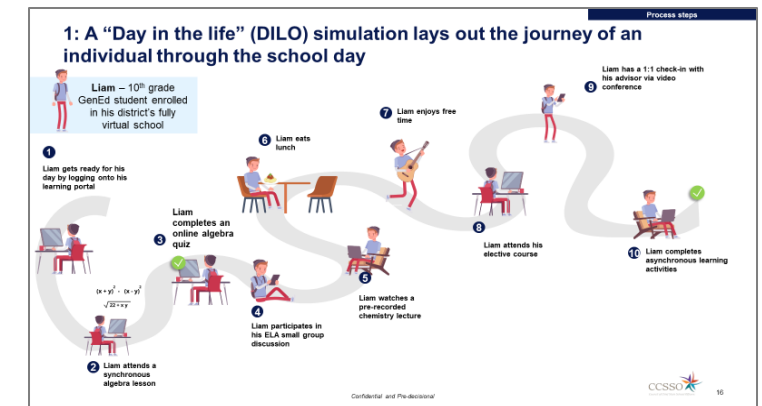 Process steps
1: A “Day in the life” (DILO) simulation lays out the journey of an
individual through the school day
Liam – 10th grade
GenEd student enrolled
in his district's fully
virtual school
1
Liam gets ready for his
day by logging onto his
learning portal
2
Liam attends a
synchronous
algebra lesson
3
Liam
completes an
online algebra
quiz
4
Liam participates in
his ELA small group
discussion
5
Liam watches a
pre-recorded
chemistry lecture
6
Liam eats
lunch
7
Liam enjoys free
time
8
Liam attends his
elective course
9
Liam has a 1:1 check-in with
his advisor via video
conference
10
Liam completes
asynchronous learning
activities
Confidential and Pre-decisional
CCSSO
16